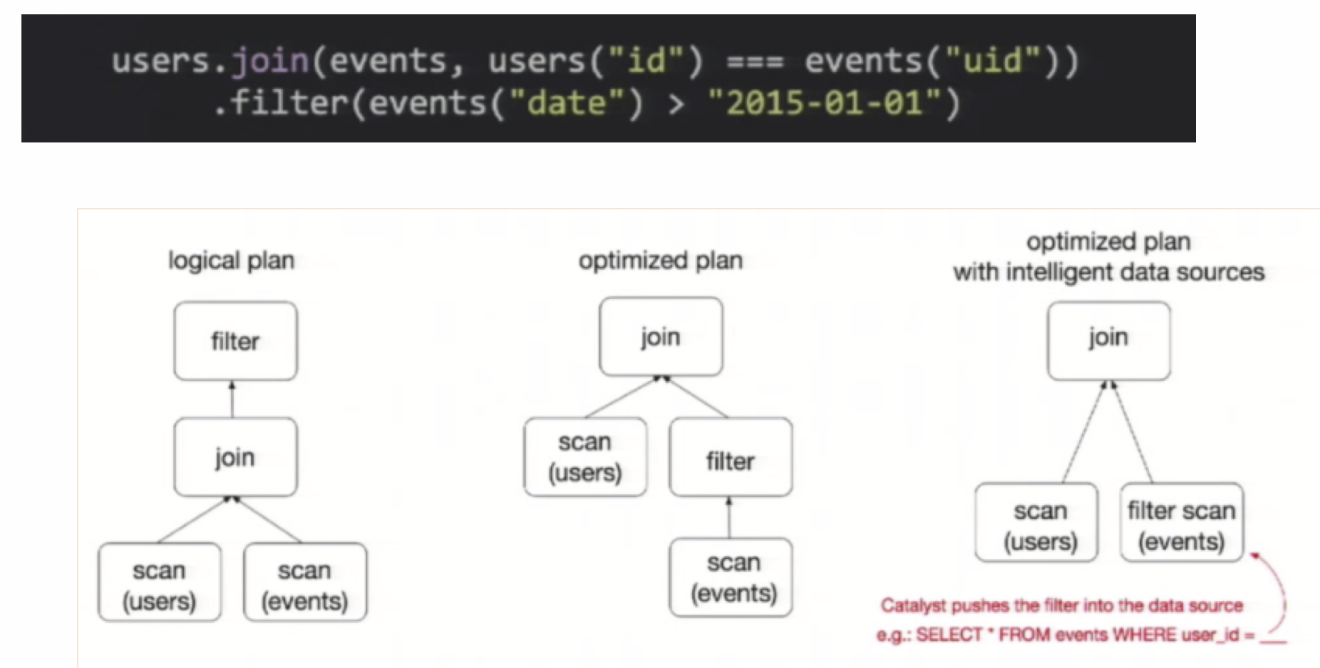 users.join(events, users("id") === events("uid"))
.filter(events("date") > "2015-01-01")
logical plan
filter
join
scan
(users)
scan
(events)
optimized plan
join
scan
(users)
filter
scan
(events)
optimized plan
with intelligent data sources
join
scan
(users)
filter scan
(events)
Catalyst pushes the filter into the data source
e.g.: SELECT * FROM events WHERE user_id = ___